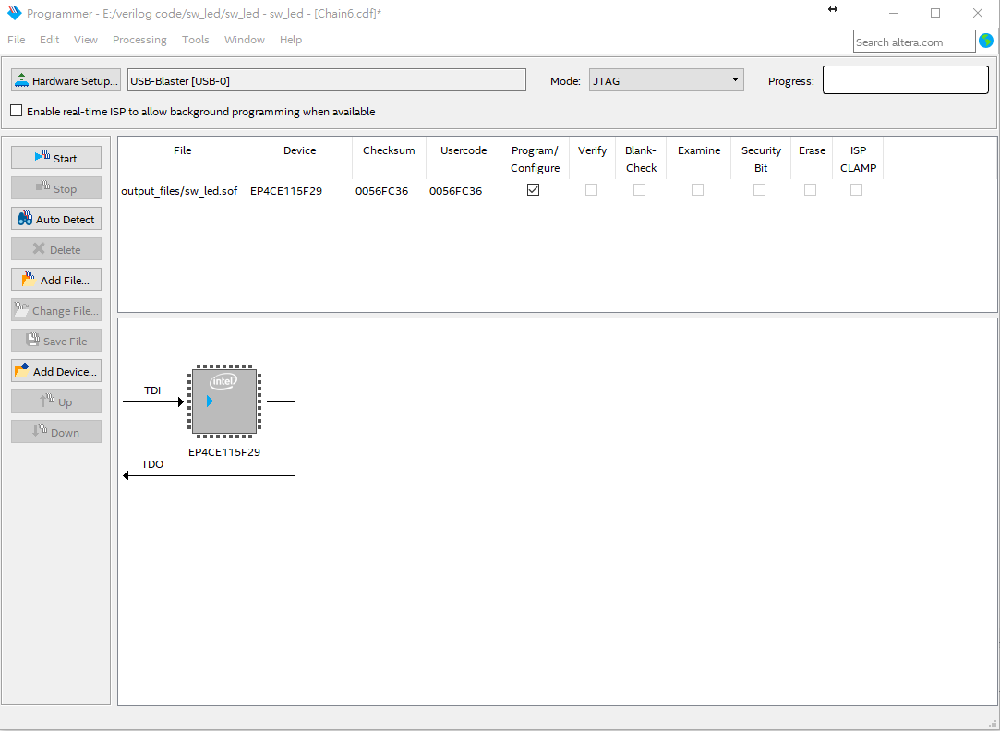 Programmer - E:/verilog code/sw_led/sw_led - sw_led - [Chain6.cdf]*
File Edit View Processing Tools Window Help
Search altera.com
Hardware Setup... USB-Blaster [USB-0] Mode: JTAG Progress:
Enable real-time ISP to allow background programming when available
Start
Stop
Auto Detect
Delete
Add File...
Change File...
Save File
Add Device...
Up
Down
File Device Checksum Usercode Program/ Verify Blank- Examine Security Erase ISP
Configure Check Bit CLAMP
output_files/sw_led.sof EP4CE115F29 0056FC36 0056FC36
intel
TDI
EP4CE115F29
TDO